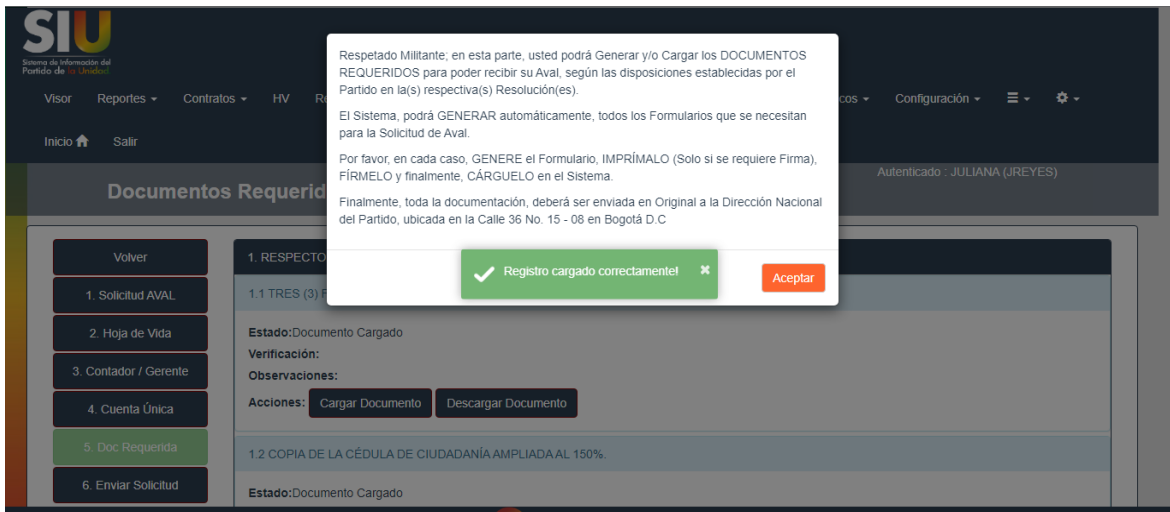 SIU
Sistema de Información del
Partido de la Unidad
Visor Reportes Contratos HV
Configuración
Inicio Salir
Autenticado : JULIANA (JREYES)
Documentos
Respetado Militante; en esta parte, usted podrá Generar y/o Cargar los DOCUMENTOS
REQUERIDOS para poder recibir su Aval, según las disposiciones establecidas por el
Partido en la(s) respectiva(s) Resolución(es).
El Sistema, podrá GENERAR automáticamente, todos los Formularios que se necesitan
para la Solicitud de Aval.
Por favor, en cada caso, GENERE el Formulario, IMPRÍMALO (Solo si se requiere Firma),
FÍRMELO y finalmente, CÁRGUELO en el Sistema.
Finalmente, toda la documentación, deberá ser enviada en Original a la Dirección Nacional
del Partido, ubicada en la Calle 36 No. 15 - 08 en Bogotá D.C
Registro cargado correctamente!
Aceptar
Volver
1. Solicitud AVAL
2. Hoja de Vida
3. Contador / Gerente
4. Cuenta Única
5. Doc Requerida
6. Enviar Solicitud
1. RESPECTO
1.1 TRES (3)
Estado:Documento Cargado
Verificación:
Observaciones:
Acciones: Cargar Documento Descargar Documento
1.2 COPIA DE LA CÉDULA DE CIUDADANÍA AMPLIADA AL 150%.
Estado:Documento Cargado